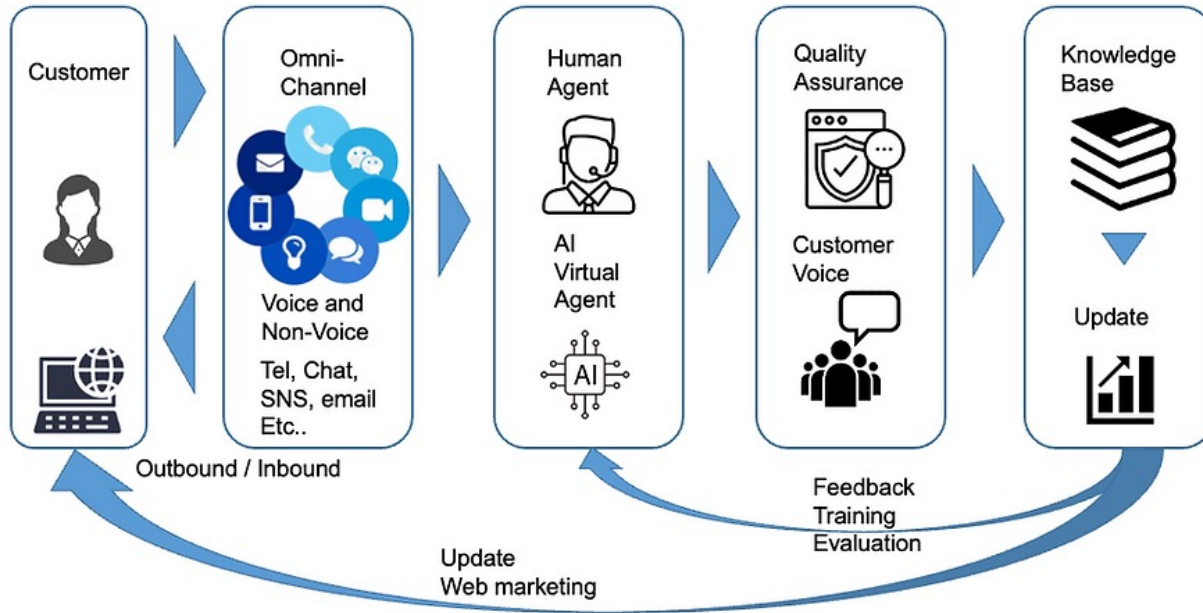 Customer
Omni-
Channel
Voice and
Non-Voice
Tel, Chat,
SNS, email
Etc..
Human
Agent
AI
Virtual
Agent
AI
Quality
Assurance
Customer
Voice
Knowledge
Base
Update
Outbound / Inbound
Feedback
Training
Evaluation
Update
Web marketing